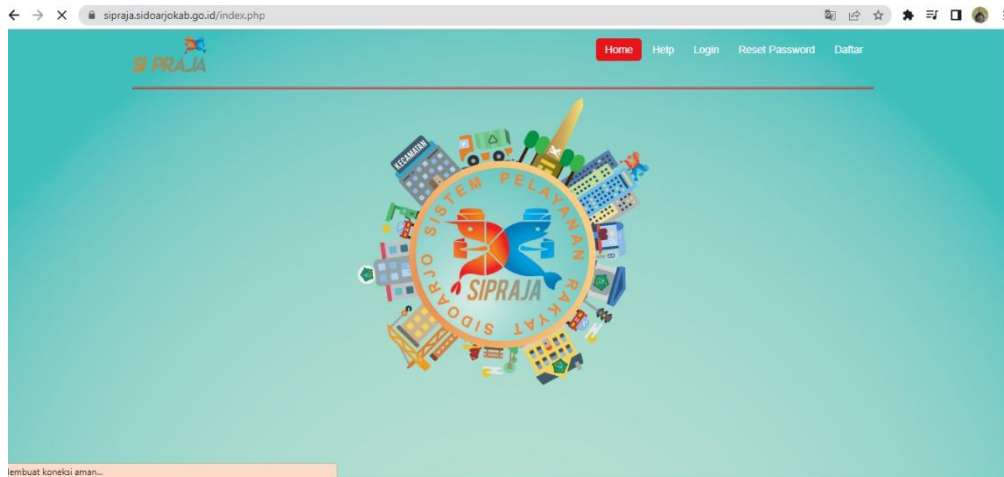 sipraja.sidoarjokab.go.id/index.php
SI PRAJA
Home Help Login Reset Password Daftar
KECAMATAN
SISTEM PELAYANAN RAKYAT SIDOARJO
SIPRAJA
embuat koneksi aman...